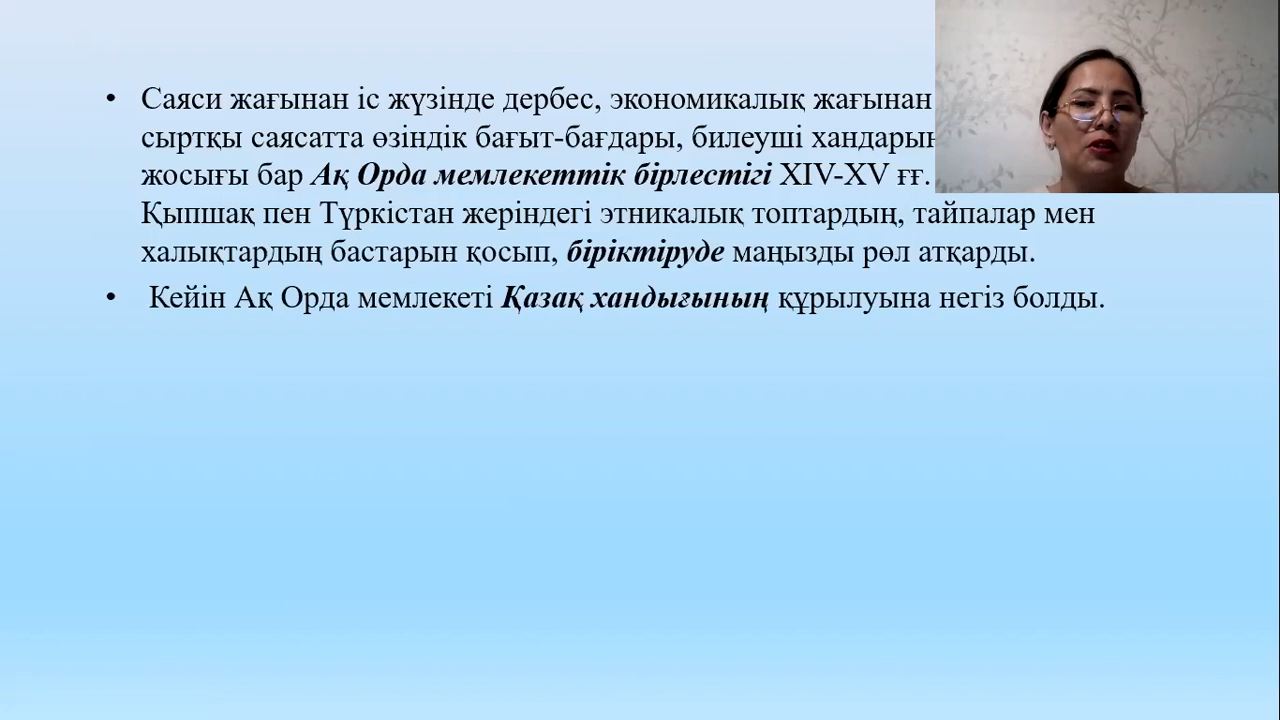 • Саяси жағынан іс жүзінде дербес, экономикалық жағынан
сыртқы саясатта өзіндік бағыт-бағдары, билеуші
жосығы бар Ақ Орда мемлекеттік бірлестігі XIV-XV ғғ.
Қыпшақ пен Түркістан жеріндегі этникалық топтардың, тайпалар мен
халықтардың бастарын қосып, біріктіруде маңызды рөл атқарды.
• Кейін Ақ Орда мемлекеті Қазақ хандығының құрылуына негіз болды.